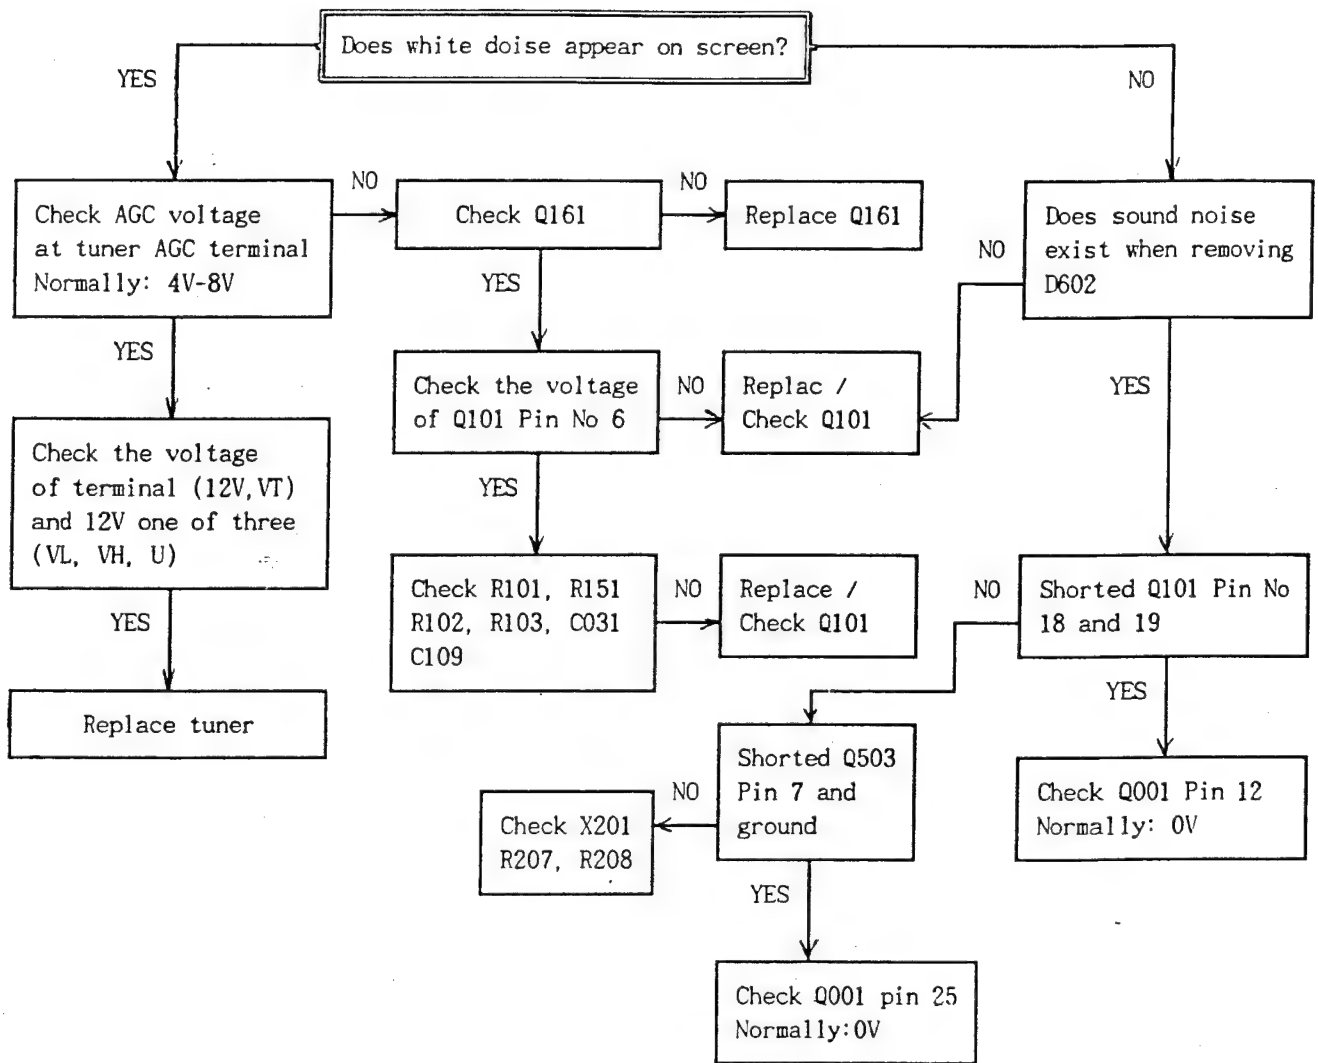 Does white doise appear on screen?
YES
NO
Check AGC voltage
at tuner AGC terminal
Normally: 4V-8V
NO
Check Q161
NO
Replace Q161
Does sound noise
exist when removing
D602
NO
YES
YES
YES
Check the voltage
of Q101 Pin No 6
NO
Replac /
Check Q101
Check the voltage
of terminal (12V,VT)
and 12V one of three
(VL, VH, U)
YES
YES
Check R101, R151
R102, R103, C031
C109
NO
Replace /
Check Q101
NO
Shorted Q101 Pin No
18 and 19
YES
Replace tuner
Shorted Q503
Pin 7 and
ground
NO
Check X201
R207, R208
Check Q001 Pin 12
Normally: 0V
YES
Check Q001 pin 25
Normally:0V